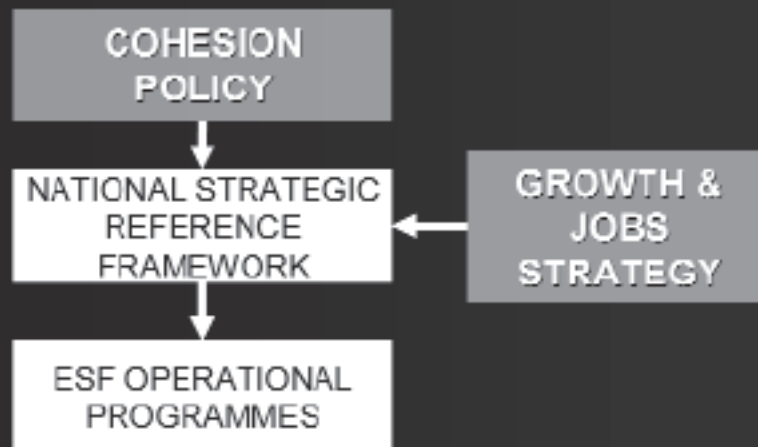 COHESION
POLICY
NATIONAL STRATEGIC
REFERENCE
FRAMEWORK
GROWTH &
JOBS
STRATEGY
ESF OPERATIONAL
PROGRAMMES